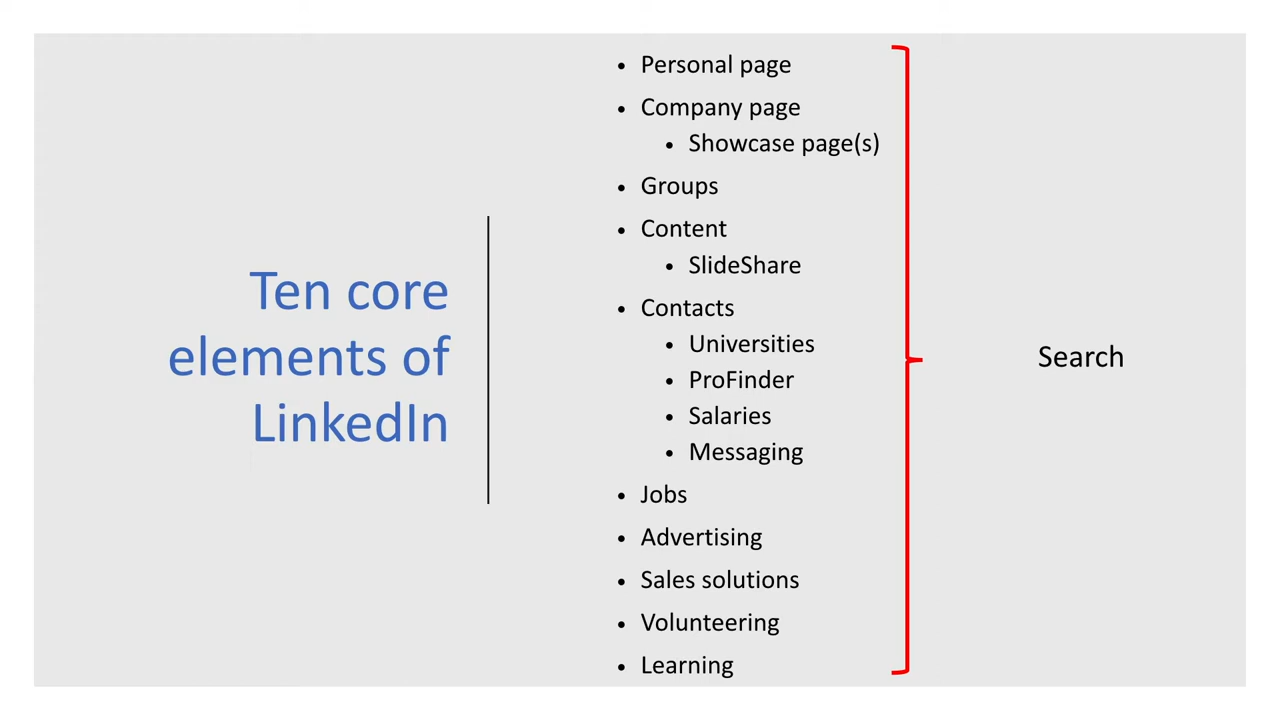 Ten core
elements of
LinkedIn
• Personal page
• Company page
• Showcase page(s)
• Groups
• Content
• SlideShare
• Contacts
• Universities
• ProFinder
• Salaries
• Messaging
• Jobs
• Advertising
• Sales solutions
• Volunteering
• Learning
Search